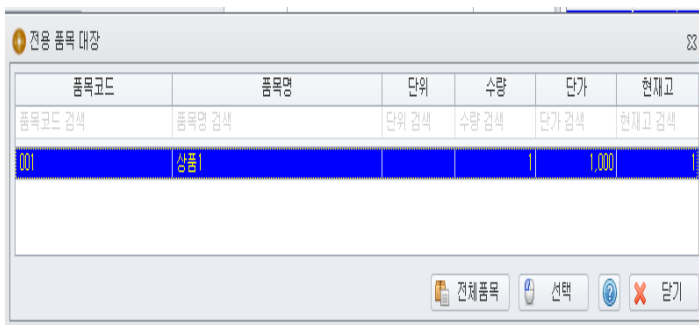 전용 품목 대장
품목코드 품목명 단위 수량 단가 현재고
품목코드 검색 품목명 검색 단위 검색 수량 검색 단가 검색 현재고 검색
001 상품1 1 1,000 1
전체품목 선택 ? 닫기